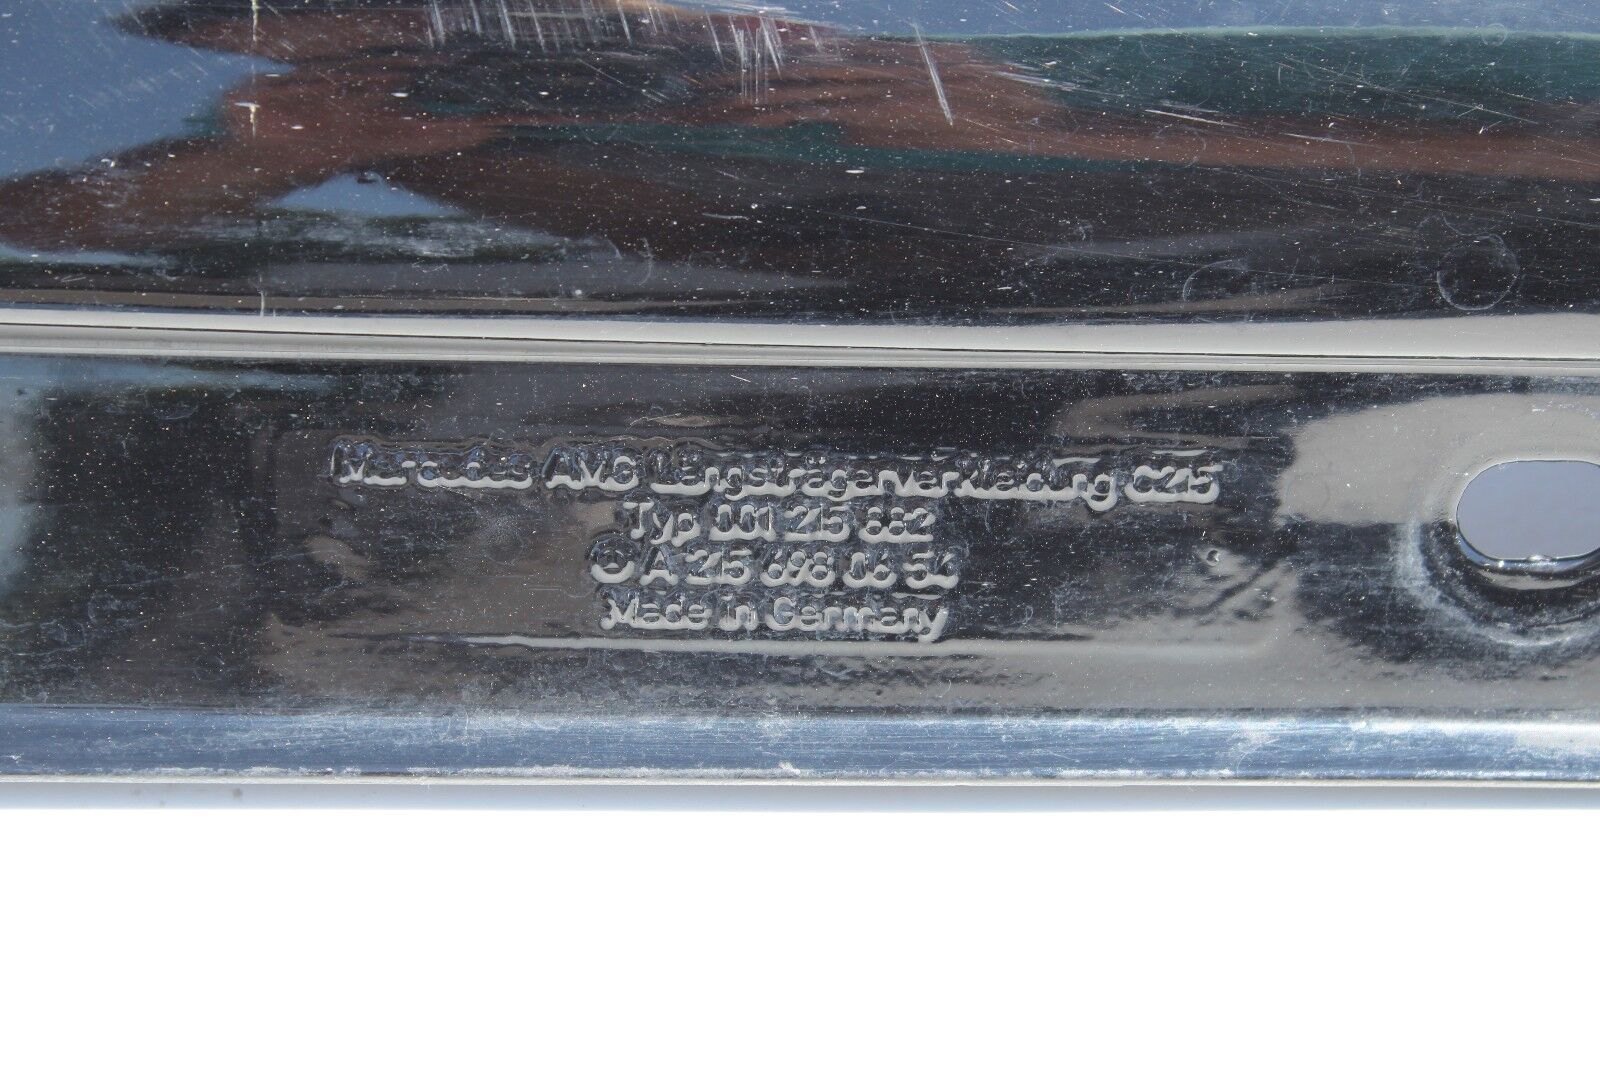 Mercedes AMG Längsträgerverkleidung C215
Typ 001 215 882
A 215 698 06 54
Made in Germany